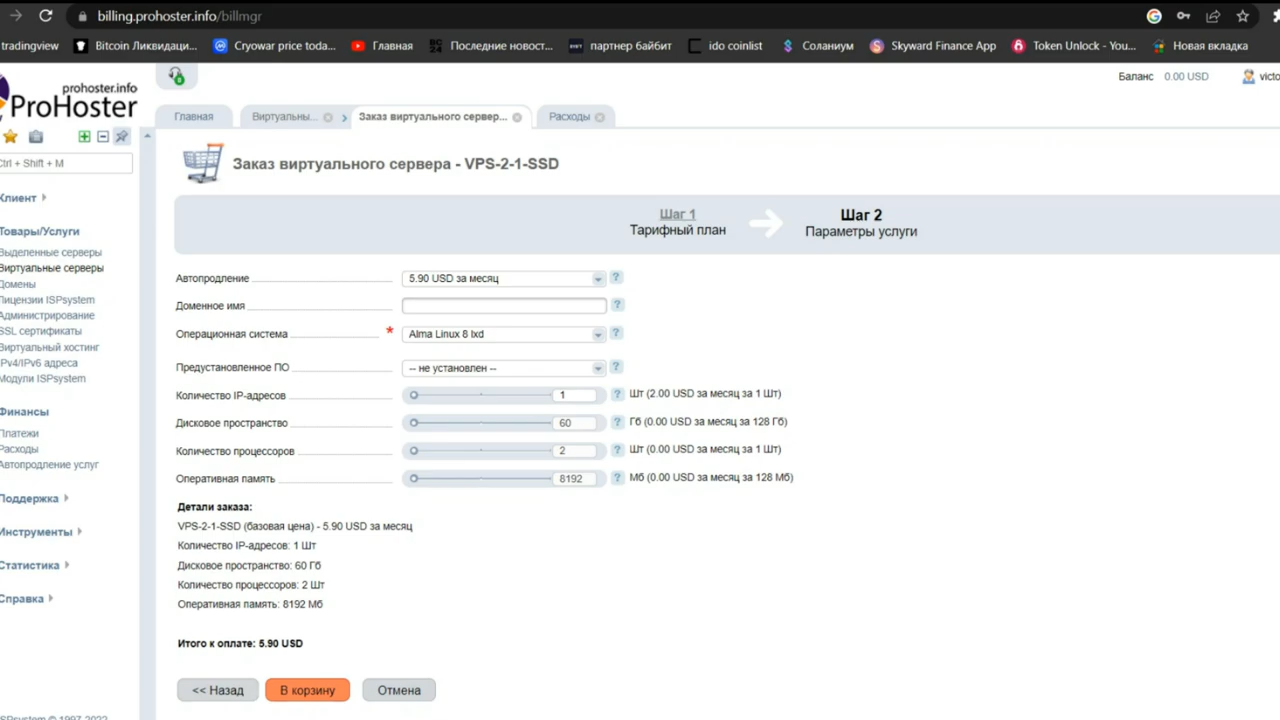 billing.prohoster.info/billmgr
tradingview Bitcoin Ликвидаци... Cryowar price toda... Главная Последние новост... партнер байбит ido coinlist Соланиум Skyward Finance App Token Unlock - You... Новая вкладка
prohoster.info
ProHoster
Баланс 0.00 USD victo
Главная Виртуальны... Заказ виртуального сервер... Расходы
Ctrl + Shift + M
Заказ виртуального сервера - VPS-2-1-SSD
Шаг 1
Тарифный план
Шаг 2
Параметры услуги
Клиент
Товары/Услуги
Выделенные серверы
Виртуальные серверы
Домены
Лицензии ISPsystem
Администрирование
SSL сертификаты
Виртуальный хостинг
IPv4/IPv6 адреса
Модули ISPsystem
Финансы
Платежи
Расходы
Автопродление услуг
Поддержка
Инструменты
Статистика
Справка
Автопродление 5.90 USD за месяц ?
Доменное имя ?
Операционная система * Alma Linux 8 lxd ?
Предустановленное ПО -- не установлен -- ?
Количество IP-адресов 1 ? Шт (2.00 USD за месяц за 1 Шт)
Дисковое пространство 60 ? Гб (0.00 USD за месяц за 128 Гб)
Количество процессоров 2 ? Шт (0.00 USD за месяц за 1 Шт)
Оперативная память 8192 ? Мб (0.00 USD за месяц за 128 Мб)
Детали заказа:
VPS-2-1-SSD (базовая цена) - 5.90 USD за месяц
Количество IP-адресов: 1 Шт
Дисковое пространство: 60 Гб
Количество процессоров: 2 Шт
Оперативная память: 8192 Мб
Итого к оплате: 5.90 USD
<< Назад В корзину Отмена